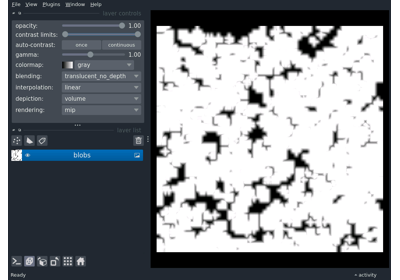 File View Plugins Window Help
layer controls
opacity: 1.00
contrast limits:
auto-contrast: once continuous
gamma: 1.00
colormap: gray
blending: translucent_no_depth
interpolation: linear
depiction: volume
rendering: mip
layer list
blobs
Ready activity